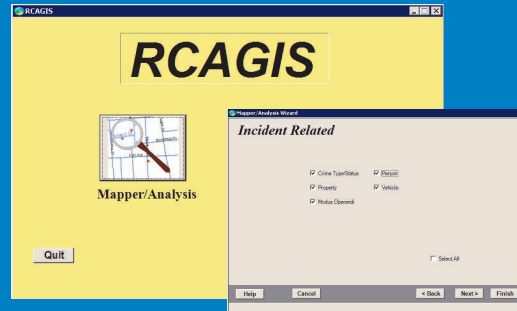 RCAGIS
RCAGIS
Mapper/Analysis
Quit
Mapper/Analysis Wizard
Incident Related
Crime Type/Status Person
Property Vehicle
Modus Operandi
Select All
Help Cancel < Back Next > Finish